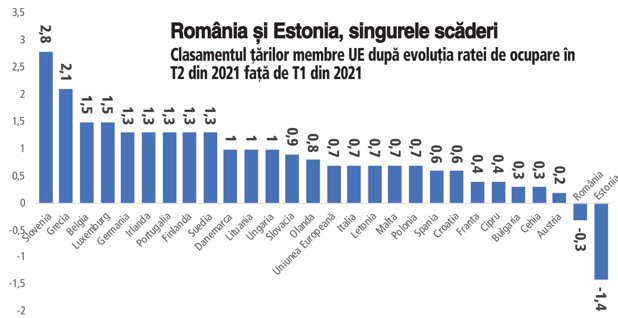 România și Estonia, singurele scăderi
Clasamentul țărilor membre UE după evoluția ratei de ocupare în
T2 din 2021 față de T1 din 2021
3,5
3
2,5
2
1,5
1
0,5
0
-0,5
-1
-1,5
-2
2,8
2,1
1,5
1,5
1,3
1,3
1,3
1,3
1,3
1
1
1
0,9
0,8
0,7
0,7
0,7
0,7
0,7
0,6
0,6
0,4
0,4
0,3
0,3
0,2
-0,3
-1,4
Slovenia
Grecia
Belgia
Luxemburg
Germania
Irlanda
Portugalia
Finlanda
Suedia
Danemarca
Lituania
Ungaria
Slovacia
Olanda
Uniunea Europeană
Italia
Letonia
Malta
Polonia
Spania
Croatia
Franta
Cipru
Bulgaria
Cehia
Austria
România
Estonia